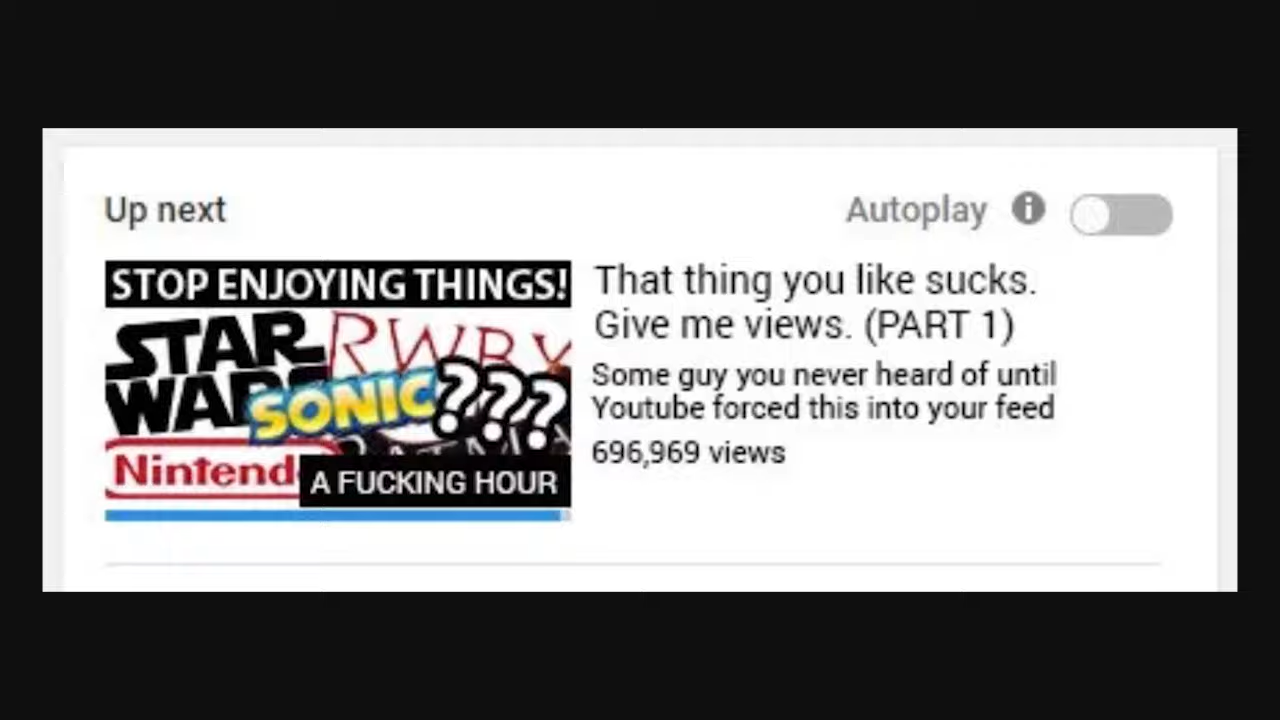 Up next
Autoplay
STOP ENJOYING THINGS!
STAR
WARS
RWBY
SONIC
???
Nintendo
A FUCKING HOUR
That thing you like sucks.
Give me views. (PART 1)
Some guy you never heard of until
Youtube forced this into your feed
696,969 views